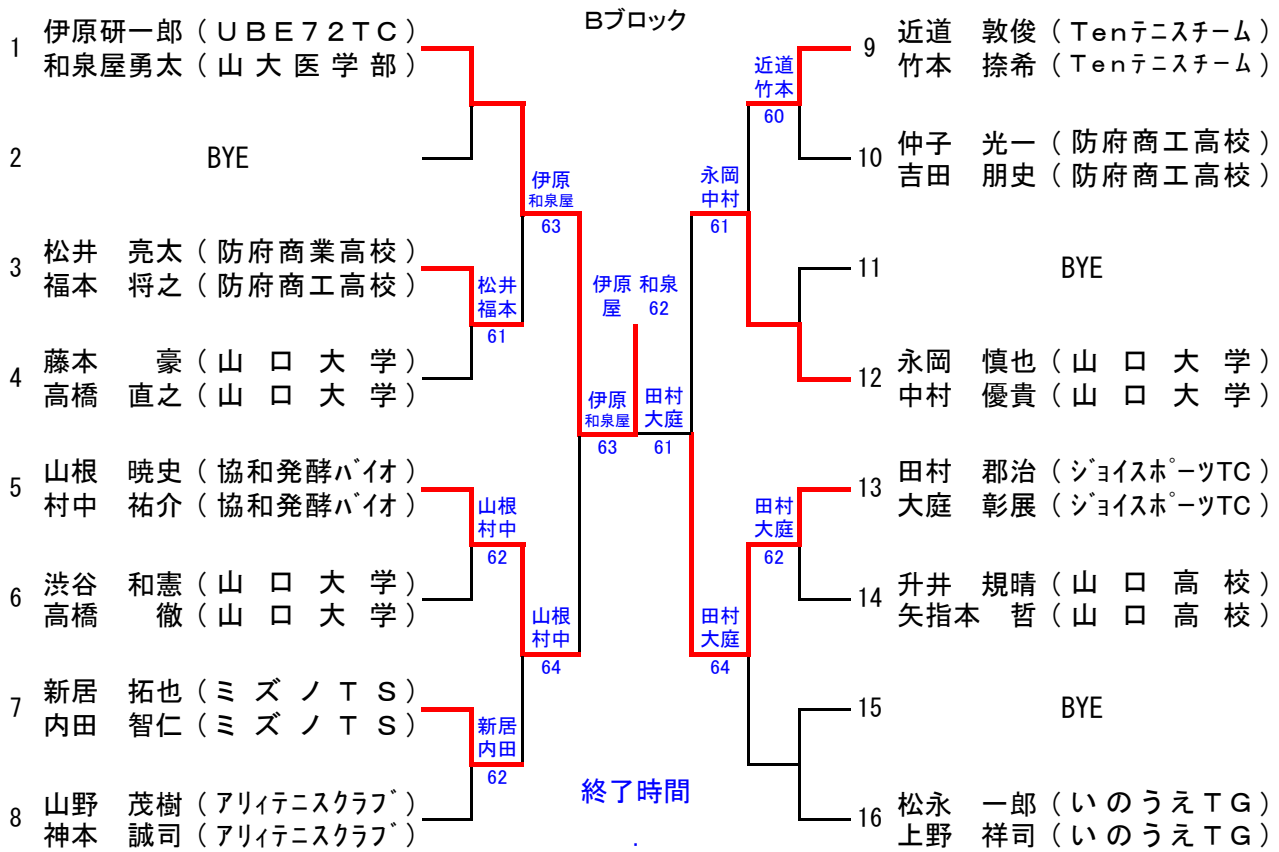 Bブロック
1 伊原研一郎（ＵＢＥ７２ＴＣ）
和泉屋勇太（山大医学部）
2 BYE
3 松井　亮太（防府商業高校）
福本　将之（防府商工高校）
4 藤本　　豪（山口大学）
高橋　直之（山口大学）
5 山根　暁史（協和発酵ﾊﾞｲｵ）
村中　祐介（協和発酵ﾊﾞｲｵ）
6 渋谷　和憲（山口大学）
高橋　　徹（山口大学）
7 新居　拓也（ミズノＴＳ）
内田　智仁（ミズノＴＳ）
8 山野　茂樹（ｱﾘｨﾃﾆｽｸﾗﾌﾞ）
神本　誠司（ｱﾘｨﾃﾆｽｸﾗﾌﾞ）
松井
福本
61
山根
村中
62
新居
内田
62
伊原
和泉屋
63
山根
村中
64
伊原
和泉屋
63
伊原 和泉
屋 62
田村
大庭
61
永岡
中村
61
田村
大庭
64
近道
竹本
60
田村
大庭
62
9 近道　敦俊（Tenﾃﾆｽﾁｰﾑ）
竹本　捺希（Tenﾃﾆｽﾁｰﾑ）
10 仲子　光一（防府商工高校）
吉田　朋史（防府商工高校）
11 BYE
12 永岡　慎也（山口大学）
中村　優貴（山口大学）
13 田村　郡治（ｼﾞｮｲｽﾎﾟｰﾂTC）
大庭　彰展（ｼﾞｮｲｽﾎﾟｰﾂTC）
14 升井　規晴（山口高校）
矢指本　哲（山口高校）
15 BYE
16 松永　一郎（いのうえＴＧ）
上野　祥司（いのうえＴＧ）
終了時間
.